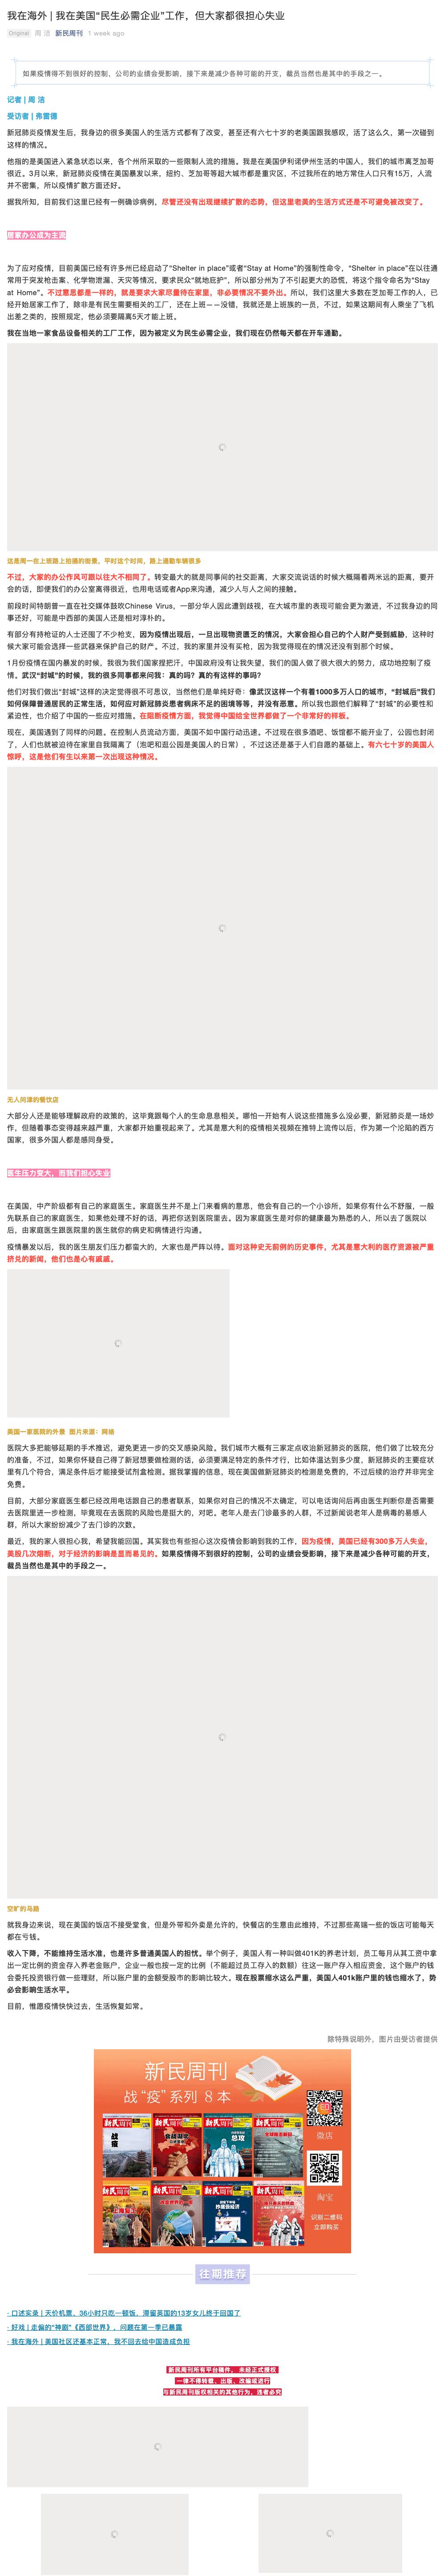 我在海外 | 我在美国“民生必需企业”工作，但大家都很担心失业
Original 周 洁 新民周刊 1 week ago
如果疫情得不到很好的控制，公司的业绩会受影响，接下来是减少各种可能的开支，裁员当然也是其中的手段之一。
记者 | 周 洁
受访者 | 弗雷德
新冠肺炎疫情发生后，我身边的很多美国人的生活方式都有了改变，甚至还有六七十岁的老美国跟我感叹，活了这么久，第一次碰到
这样的情况。
他指的是美国进入紧急状态以来，各个州所采取的一些限制人流的措施。我是在美国伊利诺伊州生活的中国人，我们的城市离芝加哥
很近。3月以来，新冠肺炎疫情在美国爆发以来，纽约、芝加哥等超大城市都是重灾区，不过我所在的地方常住人口只有15万，人流
并不密集，所以疫情扩散方面还好。
据我所知，目前我们这里已经有一例确诊病例，尽管还没有出现继续扩散的态势，但这里老美的生活方式还是不可避免被改变了。
居家办公成为主流
为了应对疫情，目前美国已经有许多州已经启动了“Shelter in place”或者“Stay at Home”的强制性命令，“Shelter in place”在以往通
常用于突发枪击案、化学物泄漏、天灾等情况，要求民众“就地庇护”，所以部分州为了不引起更大的恐慌，将这个指令命名为“Stay
at Home”。不过意思都是一样的，就是要求大家尽量待在家里，非必要情况不要外出。所以，我们这里大多数在芝加哥工作的人，已
经开始居家工作了，除非是有民生需要相关的工厂，还在上班——没错，我就还是上班族的一员，不过，如果这期间有人乘坐了飞机
出差之类的，按照规定，他必须要隔离5天才能上班。
我在当地一家食品设备相关的工厂工作，因为被定义为民生必需企业，我们现在仍然每天都在开车通勤。
这是周一在上班路上拍摄的街景，平时这个时间，路上通勤车辆很多
不过，大家的办公作风可跟以往大不相同了。转变最大的就是同事间的社交距离，大家交流说话的时候大概隔着两米远的距离，要开
会的话，即便我们的办公室离得很近，也用电话或者App来沟通，减少人与人之间的接触。
前段时间特朗普一直在社交媒体鼓吹Chinese Virus，一部分华人因此遭到歧视，在大城市里的表现可能会更为激进，不过我身边的同
事还好，可能是中西部的美国人还是相对淳朴的。
有部分有持枪证的人士还囤了不少枪支，因为疫情出现后，一旦出现物资匮乏的情况，大家会担心自己的个人财产受到威胁，这种时候
大家可能会选择一些武器来保护自己的财产。不过，我的家里并没有买枪，因为我觉得现在的情况还没有到那个时候。
1月份疫情在国内暴发的时候，我很为我们国家捏把汗，中国政府没有让我失望，我们的国人做了很大很大的努力，成功地控制了疫
情。武汉“封城”的时候，我的很多同事都来问我：真的吗？真的有这样的事吗？
他们对我们做出“封城”这样的决定觉得很不可思议，当然他们是单纯好奇：像武汉这样一个有着1000多万人口的城市，“封城后”我们
如何保障普通居民的正常生活，如何应对新冠肺炎患者病床不足的困境等等，并没有恶意。所以我也跟他们解释了“封城”的必要性和
紧迫性，也介绍了中国的一些应对措施。在阻断疫情方面，我觉得中国给全世界都做了一个非常好的样板。
现在，美国遇到了同样的问题。在控制人员流动方面，美国不如中国行动迅速。不过现在很多酒吧、饭馆都不能开业了，公园也封闭
了，人们也就被迫待在家里自我隔离了（泡吧和逛公园是美国人的日常），不过这还是基于人们自愿的基础上。有六七十岁的美国人
惊呼，这是他们有生以来第一次出现这种情况。
无人问津的餐饮店
大部分人还是能够理解政府的政策的，这毕竟跟每个人的生命息息相关。哪怕一开始有人说这些措施多么没必要，新冠肺炎是一场炒
作，但随着事态变得越来越严重，大家都开始重视起来了。尤其是意大利的疫情相关视频在推特上流传以后，作为第一个沦陷的西方
国家，很多外国人都是感同身受。
医生压力变大，而我们担心失业
在美国，中产阶级都有自己的家庭医生。家庭医生并不是上门来看病的意思，他会有自己的一个小诊所，如果你有什么不舒服，一般
先联系自己的家庭医生，如果他处理不好的话，再把你送到医院里去。因为家庭医生是对你的健康最为熟悉的人，所以去了医院以
后，由家庭医生跟医院里的医生就你的病史和病情进行沟通。
疫情暴发以后，我的医生朋友们压力都蛮大的，大家也是严阵以待。面对这种史无前例的历史事件，尤其是意大利的医疗资源被严重
挤兑的新闻，他们也是心有戚戚。
美国一家医院的外景 图片来源：网络
医院大多把能够延期的手术推迟，避免更进一步的交叉感染风险。我们城市大概有三家定点收治新冠肺炎的医院，他们做了比较充分
的准备，不过，如果你怀疑自己得了新冠想要做检测的话，必须要满足特定的条件才行，比如体温达到多少度，新冠肺炎的主要症状
里有几个符合，满足条件后才能接受试剂盒检测。据我掌握的信息，现在美国做新冠肺炎的检测是免费的，不过后续的治疗并非完全
免费。
目前，大部分家庭医生都已经改用电话跟自己的患者联系，如果你对自己的情况不太确定，可以电话询问后再由医生判断你是否需要
去医院里进一步检测，毕竟现在去医院的风险也是挺大的，对吧。老年人是去门诊最多的人群，不过新闻说老年人是病毒的易感人
群，所以大家纷纷减少了去门诊的次数。
最近，我的家人很担心我，希望我能回国。其实我也有些担心这次疫情会影响到我的工作，因为疫情，美国已经有300多万人失业，
美股几次熔断，对于经济的影响是显而易见的。如果疫情得不到很好的控制，公司的业绩会受影响，接下来是减少各种可能的开支，
裁员当然也是其中的手段之一。
空旷的马路
就我身边来说，现在美国的饭店不接受堂食，但是外带和外卖是允许的，快餐店的生意由此维持，不过那些高端一些的饭店可能每天
都在亏钱。
收入下降，不能维持生活水准，也是许多普通美国人的担忧。举个例子，美国人有一种叫做401K的养老计划，员工每月从其工资中拿
出一定比例的资金存入养老金账户，企业一般也按一定的比例（不能超过员工存入的数额）往这一账户存入相应资金，这个账户的钱
会委托投资银行做一些理财，所以账户里的金额受股市的影响比较大。现在股票缩水这么严重，美国人401k账户里的钱也缩水了，势
必会影响生活水平。
目前，惟愿疫情快快过去，生活恢复如常。
除特殊说明外，图片由受访者提供
新民周刊
战“疫”系列 8 本
微店
淘宝
识别二维码
立即购买
往期推荐
· 口述实录 | 天价机票、36小时只吃一顿饭，滞留英国的13岁女儿终于回国了
· 好戏 | 走偏的“神剧”《西部世界》，问题在第一季已暴露
· 我在海外 | 美国社区还基本正常，我不回去给中国造成负担
新民周刊所有平台稿件， 未经正式授权
一律不得转载、出版、改编或进行
与新民周刊版权相关的其他行为，违者必究